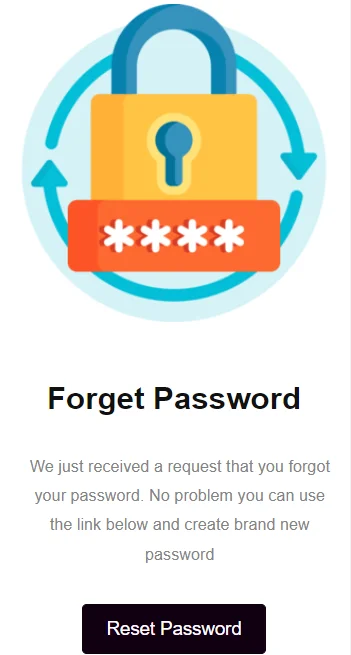 ****
Forget Password
We just received a request that you forgot
your password. No problem you can use
the link below and create brand new
password
Reset Password